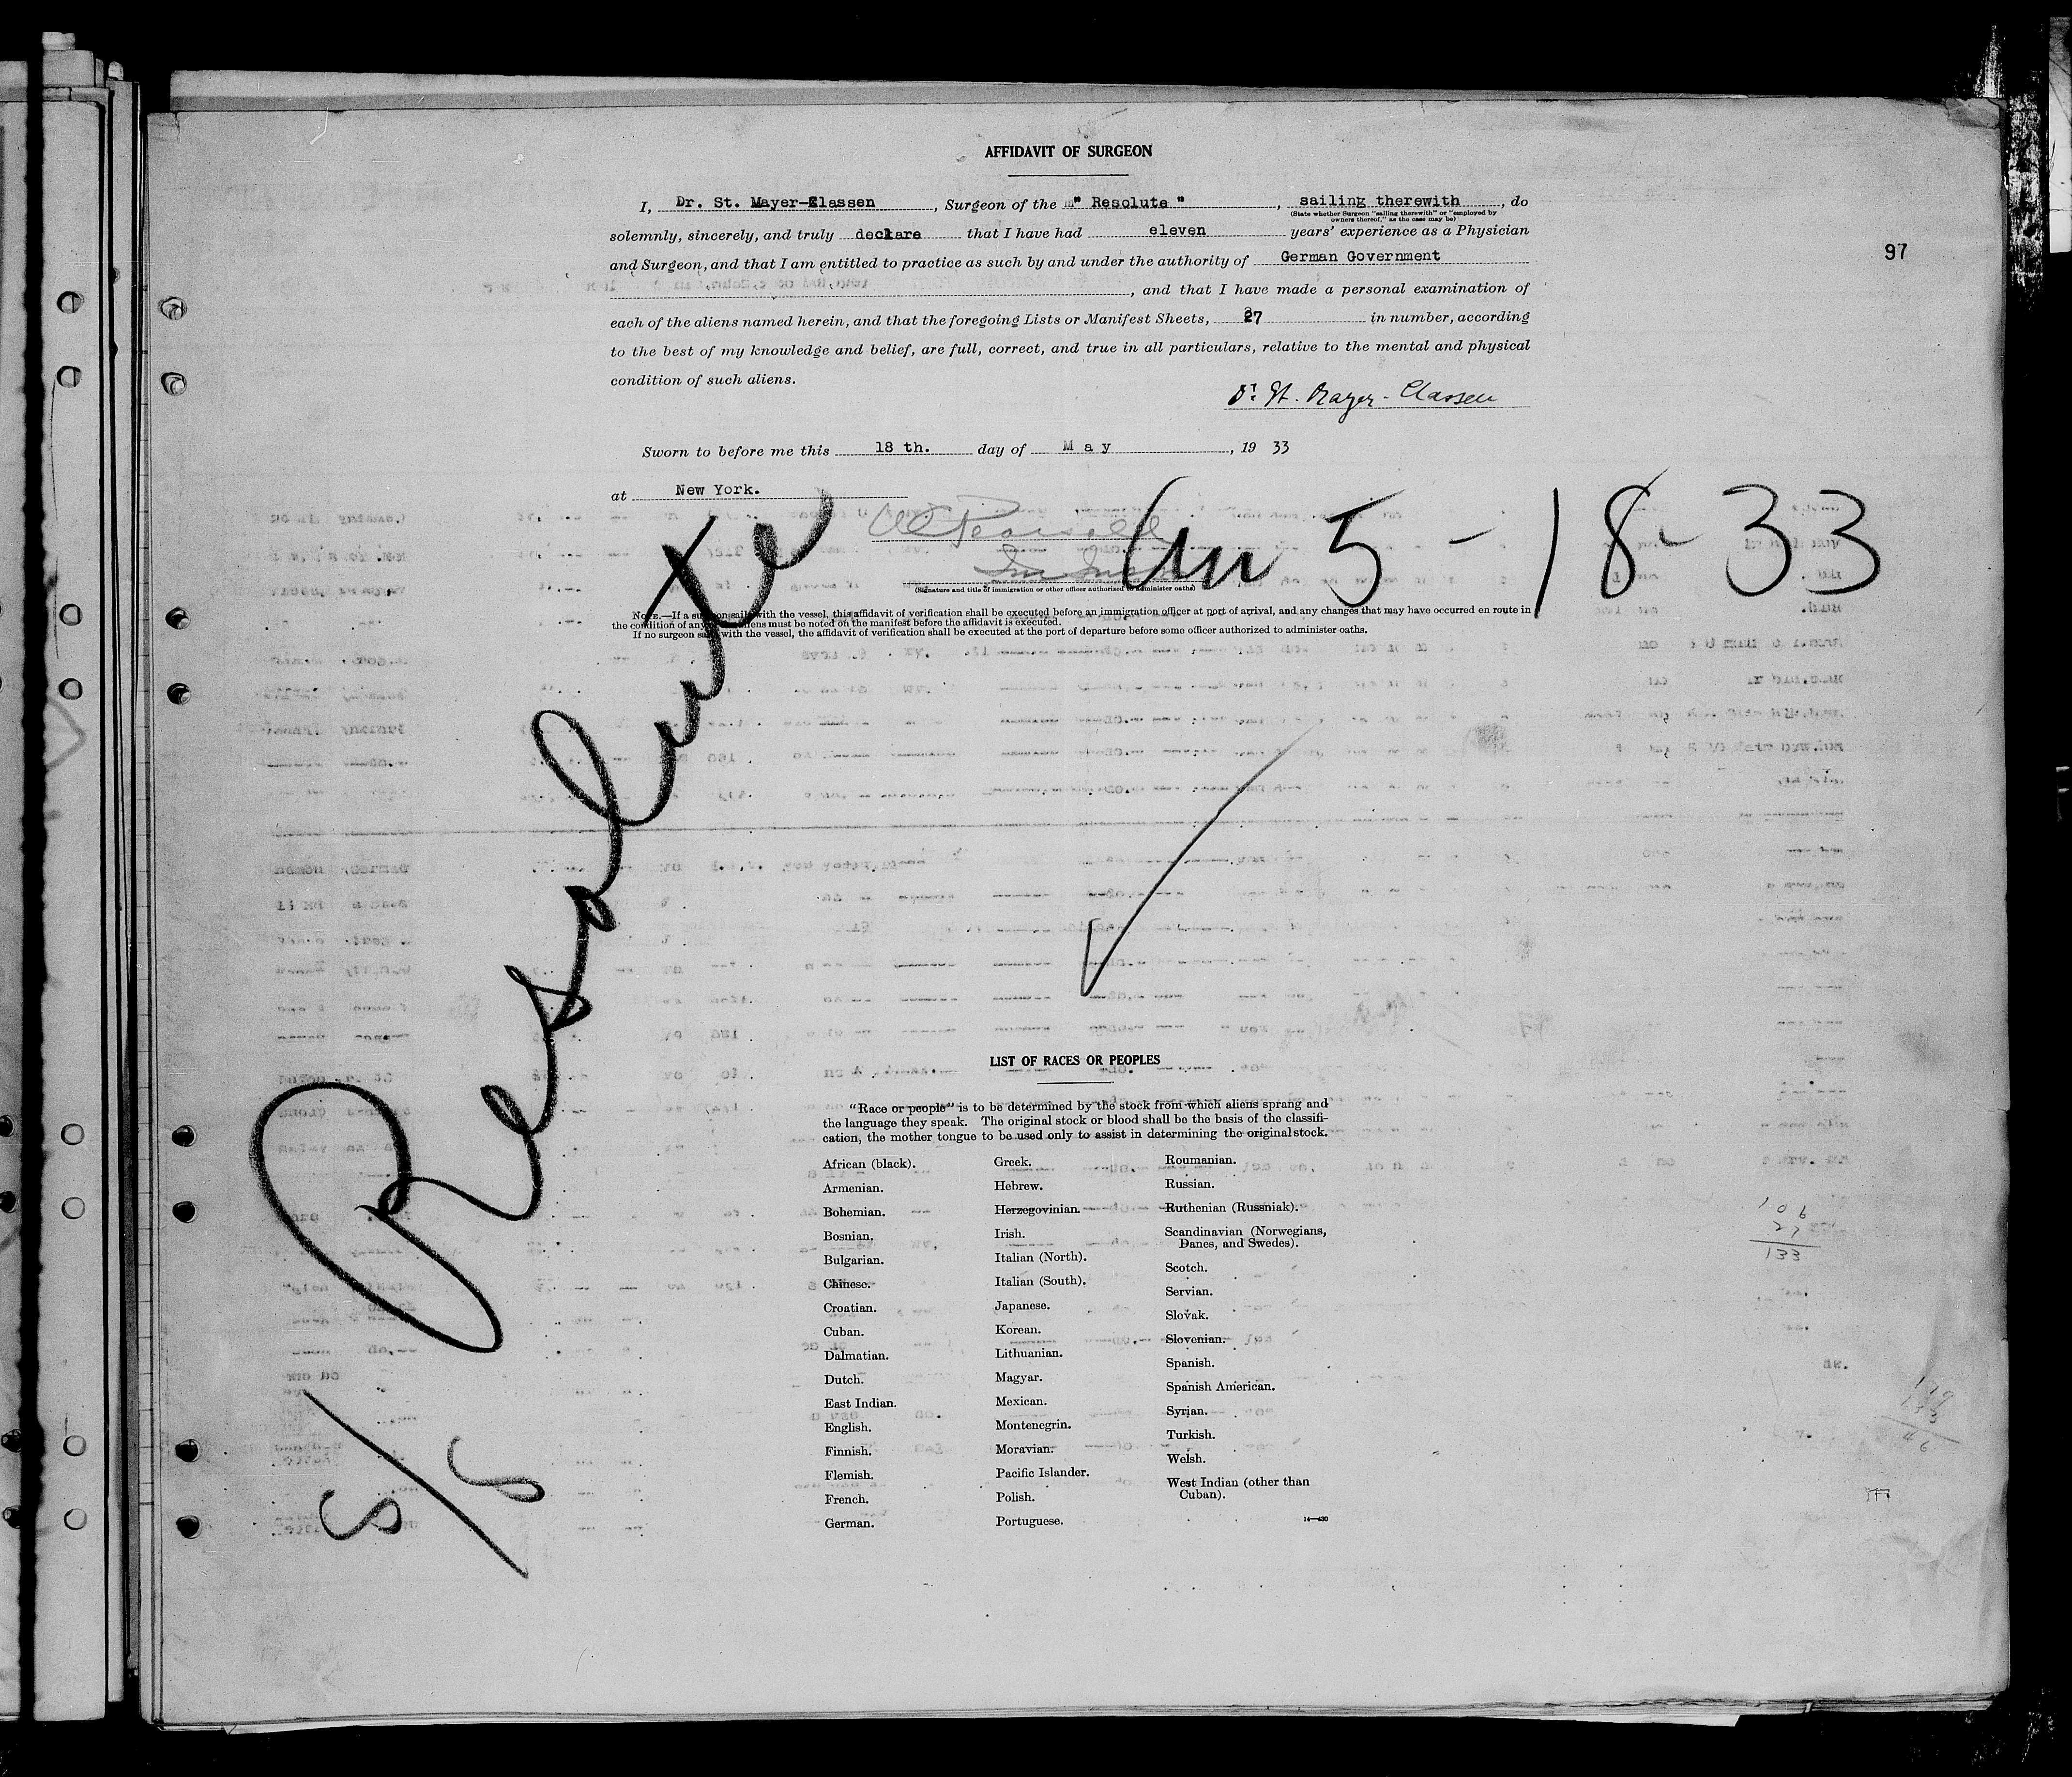 AFFIDAVIT OF SURGEON
97
I, Dr. St. Mayer-Klassen, Surgeon of the " Resolute ", sailing therewith, do
(State whether Surgeon "sailing therewith" or "employed by
owners thereof," as the case may be)
solemnly, sincerely, and truly declare that I have had eleven years' experience as a Physician
and Surgeon, and that I am entitled to practice as such by and under the authority of German Government
, and that I have made a personal examination of
each of the aliens named herein, and that the foregoing Lists or Manifest Sheets, 27 in number, according
to the best of my knowledge and belief, are full, correct, and true in all particulars, relative to the mental and physical
condition of such aliens.
Dr. St. Mayer-Classen
Sworn to before me this 18 th. day of May, 19 33
at New York.
5-18-33
(Signature and title of immigration or other officer authorized to administer oaths)
NOTE.—If a surgeon sails with the vessel, this affidavit of verification shall be executed before an immigration officer at port of arrival, and any changes that may have occurred en route in
the condition of any aliens must be noted on the manifest before the affidavit is executed.
If no surgeon sails with the vessel, the affidavit of verification shall be executed at the port of departure before some officer authorized to administer oaths.
S/S Resolute
LIST OF RACES OR PEOPLES
"Race or people" is to be determined by the stock from which aliens sprang and
the language they speak. The original stock or blood shall be the basis of the classifi-
cation, the mother tongue to be used only to assist in determining the original stock.
African (black).
Armenian.
Bohemian.
Bosnian.
Bulgarian.
Chinese.
Croatian.
Cuban.
Dalmatian.
Dutch.
East Indian.
English.
Finnish.
Flemish.
French.
German.
Greek.
Hebrew.
Herzegovinian.
Irish.
Italian (North).
Italian (South).
Japanese.
Korean.
Lithuanian.
Magyar.
Mexican.
Montenegrin.
Moravian.
Pacific Islander.
Polish.
Portuguese.
Roumanian.
Russian.
Ruthenian (Russniak).
Scandinavian (Norwegians,
Danes, and Swedes).
Scotch.
Servian.
Slovak.
Slovenian.
Spanish.
Spanish American.
Syrian.
Turkish.
Welsh.
West Indian (other than
Cuban).
14—430
106
27
133
179
133
46